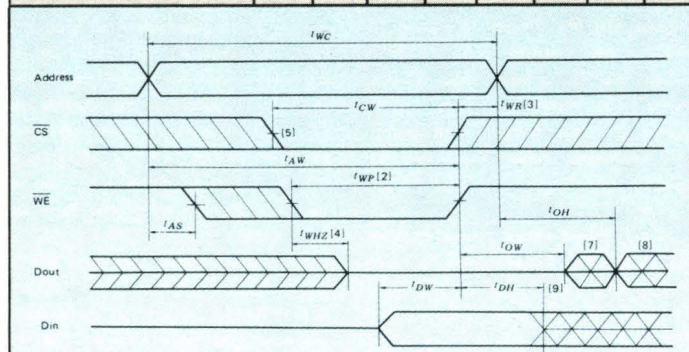 tWC
Address
tCW
tWR[3]
CS
[5]
tAW
tWP[2]
WE
tAS
tWHZ[4]
tOH
tOW
[7]
[8]
Dout
tDW
tDH
[9]
Din